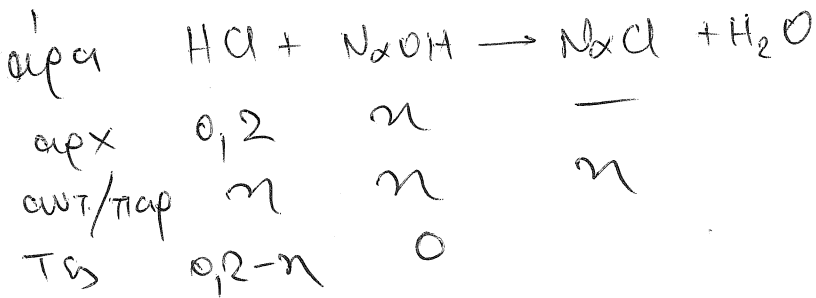 άρα HCl + NaOH → NaCl + H₂O
αρχ 0,2 n —
αντ/παρ n n n
Τελ 0,2-n 0